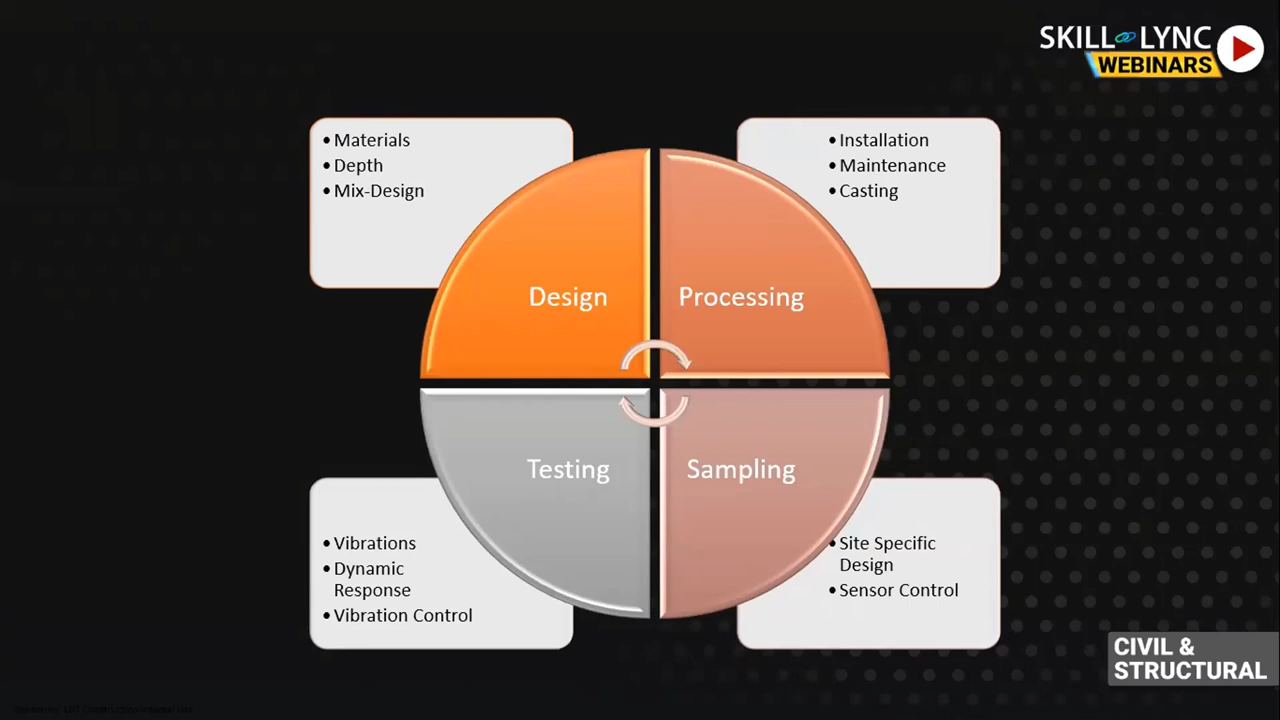 SKILL LYNC
WEBINARS
• Materials
• Depth
• Mix-Design
• Installation
• Maintenance
• Casting
Design
Processing
Testing
Sampling
• Vibrations
• Dynamic
Response
• Vibration Control
• Site Specific
Design
• Sensor Control
CIVIL &
STRUCTURAL